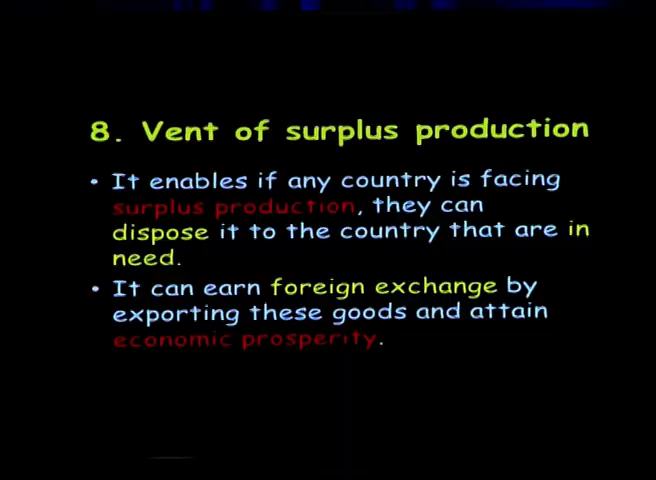 8. Vent of surplus production
• It enables if any country is facing
surplus production, they can
dispose it to the country that are in
need.
• It can earn foreign exchange by
exporting these goods and attain
economic prosperity.